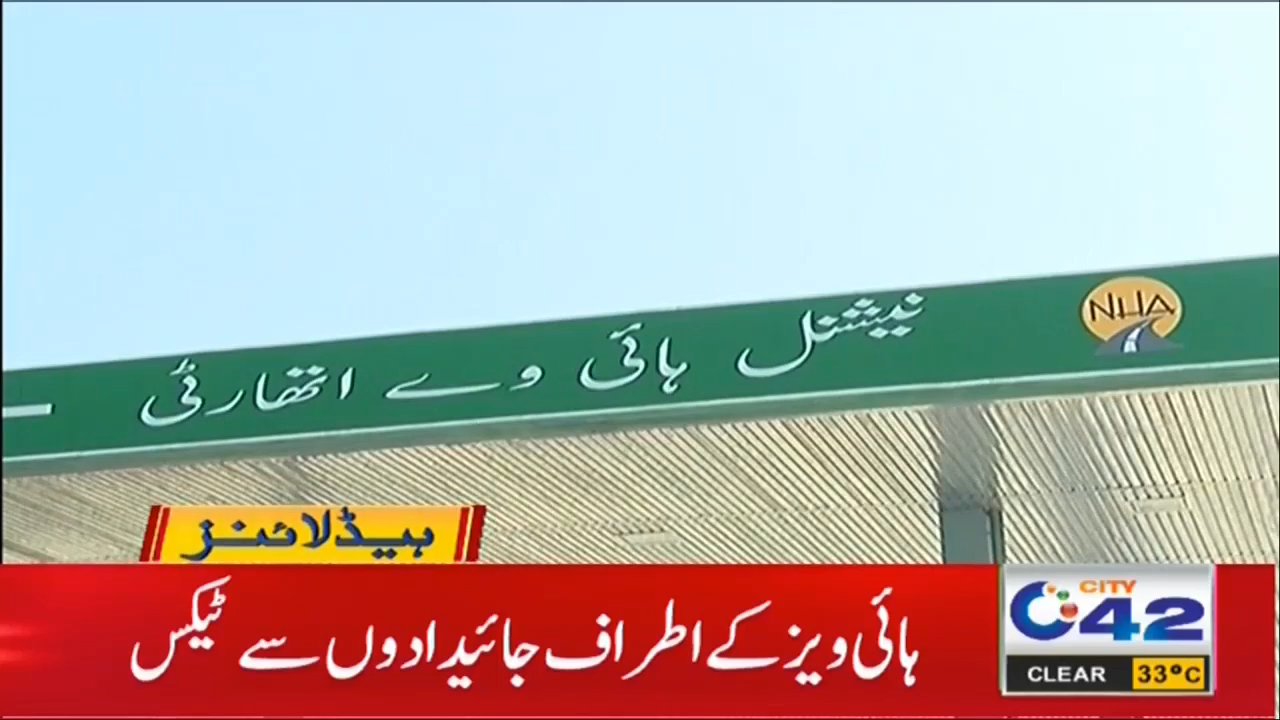 NHA
نیشنل ہائی وے اتھارٹی
ہیڈلائنز
ہائی ویز کے اطراف جائیدادوں سے ٹیکس
CITY
42
CLEAR 33°C